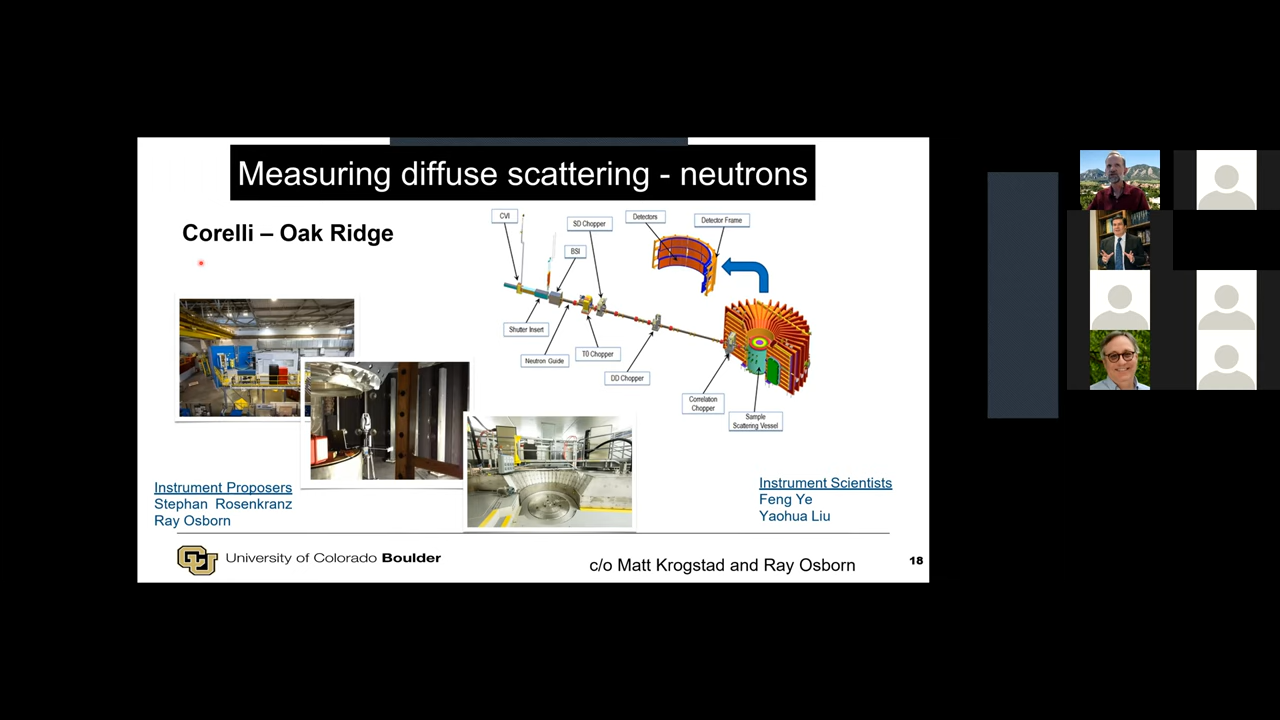 Measuring diffuse scattering - neutrons
Corelli – Oak Ridge
CVI
SD Chopper
Detectors
Detector Frame
BSI
Shutter Insert
Neutron Guide
T0 Chopper
DD Chopper
Correlation
Chopper
Sample
Scattering Vessel
Instrument Proposers
Stephan Rosenkranz
Ray Osborn
Instrument Scientists
Feng Ye
Yaohua Liu
CU
University of Colorado Boulder
c/o Matt Krogstad and Ray Osborn
18